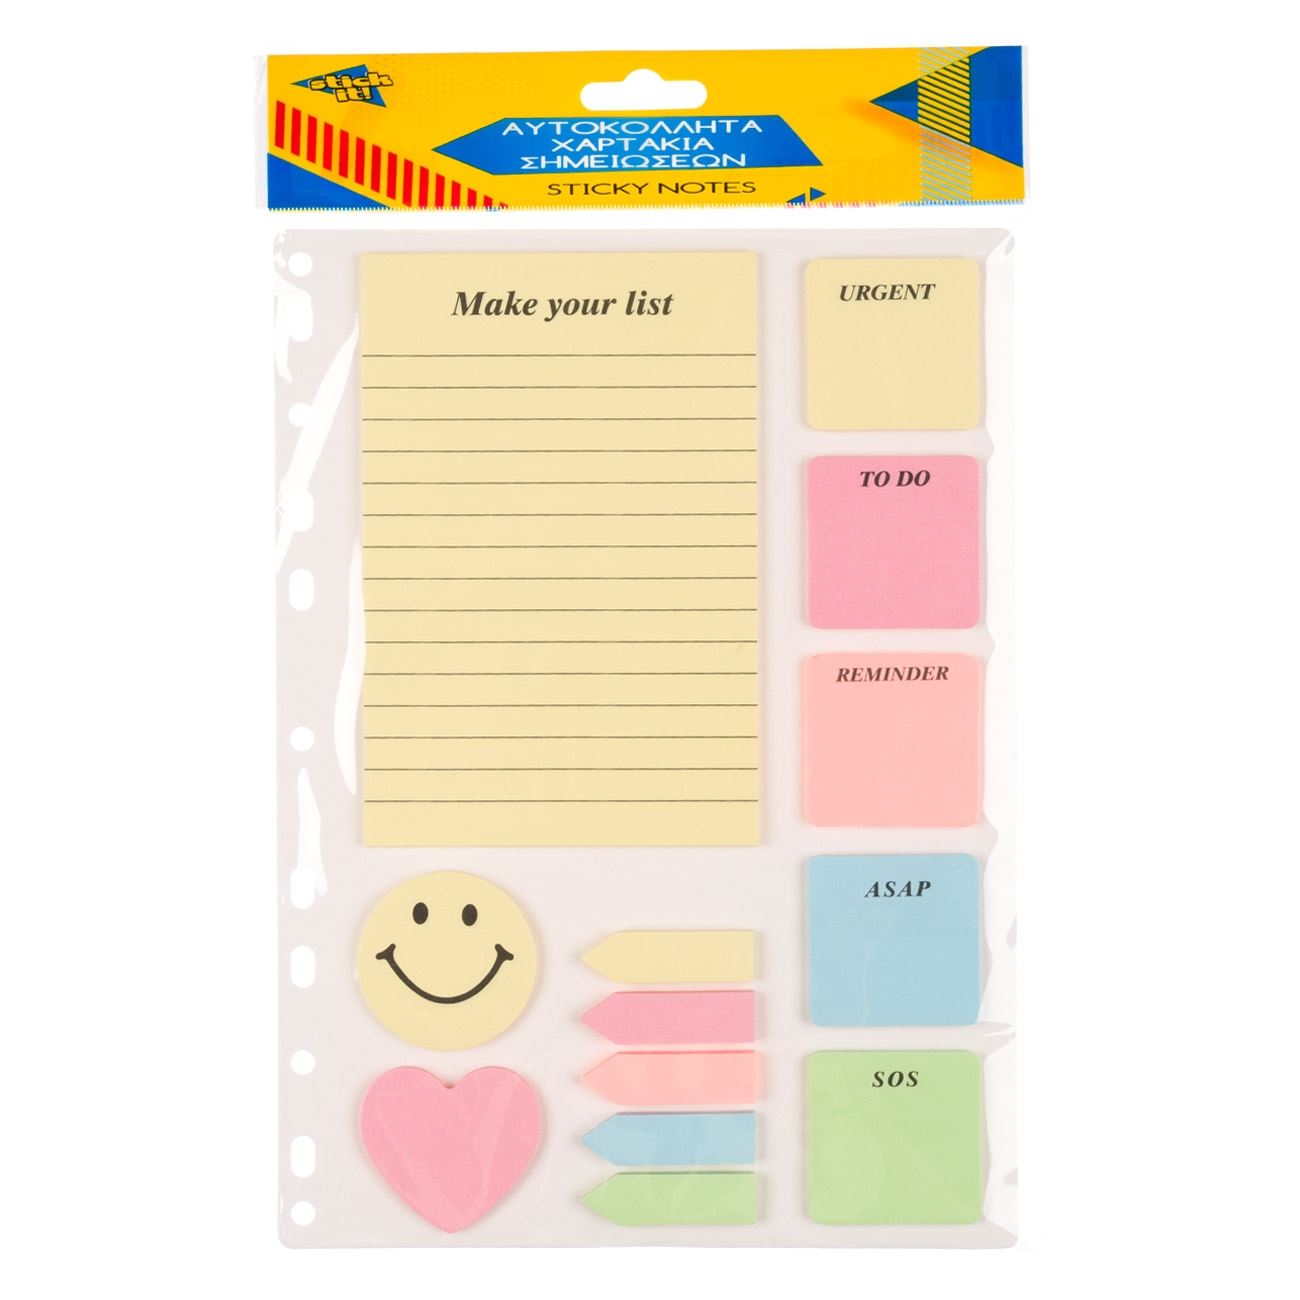 stick
it!
ΑΥΤΟΚΟΛΛΗΤΑ
ΧΑΡΤΑΚΙΑ
ΣΗΜΕΙΩΣΕΩΝ
STICKY NOTES
Make your list
URGENT
TO DO
REMINDER
ASAP
SOS